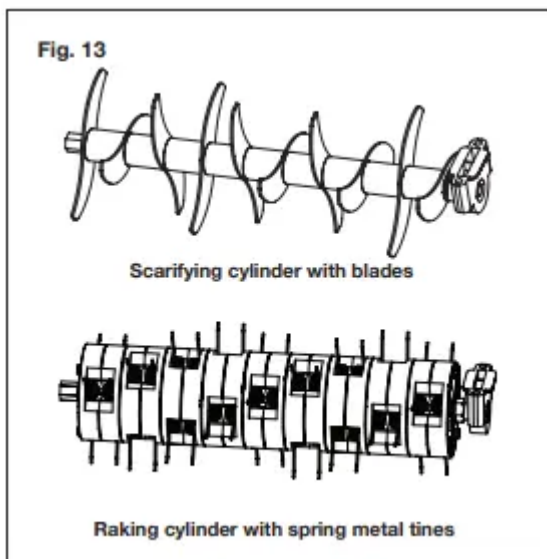 Fig. 13
Scarifying cylinder with blades
Raking cylinder with spring metal tines